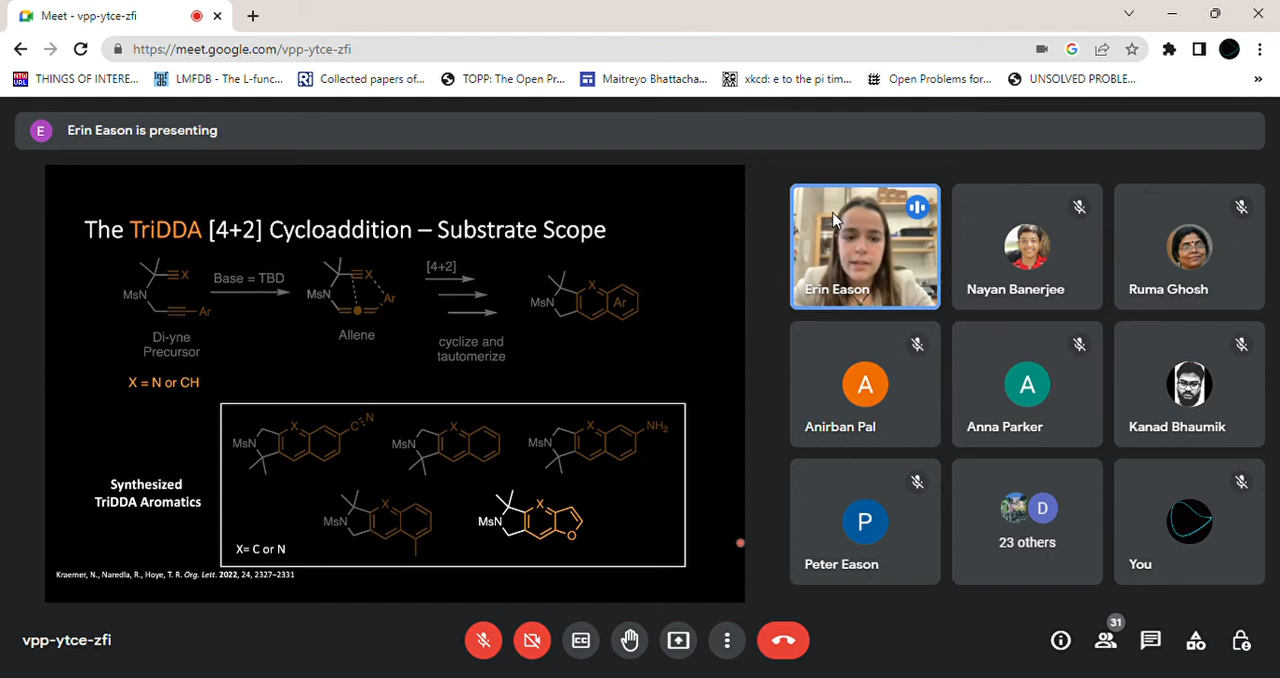 Meet - vpp-ytce-zfi
https://meet.google.com/vpp-ytce-zfi
THINGS OF INTERE...
LMFDB - The L-func...
Collected papers of...
TOPP: The Open Pr...
Maitreyo Bhattacha...
xkcd: e to the pi tim...
Open Problems for...
UNSOLVED PROBLE...
E
Erin Eason is presenting
The TriDDA [4+2] Cycloaddition – Substrate Scope
X
MsN
Ar
Di-yne
Precursor
X = N or CH
Base = TBD
X
MsN
Ar
Allene
[4+2]
cyclize and
tautomerize
MsN
X
Ar
Synthesized
TriDDA Aromatics
MsN X C≡N
MsN X
MsN X NH₂
MsN X
MsN X O
X= C or N
Kraemer, N., Naredla, R., Hoye, T. R. Org. Lett. 2022, 24, 2327–2331
Erin Eason
Nayan Banerjee
Ruma Ghosh
A
Anirban Pal
A
Anna Parker
Kanad Bhaumik
P
Peter Eason
D
23 others
You
vpp-ytce-zfi
CC
31